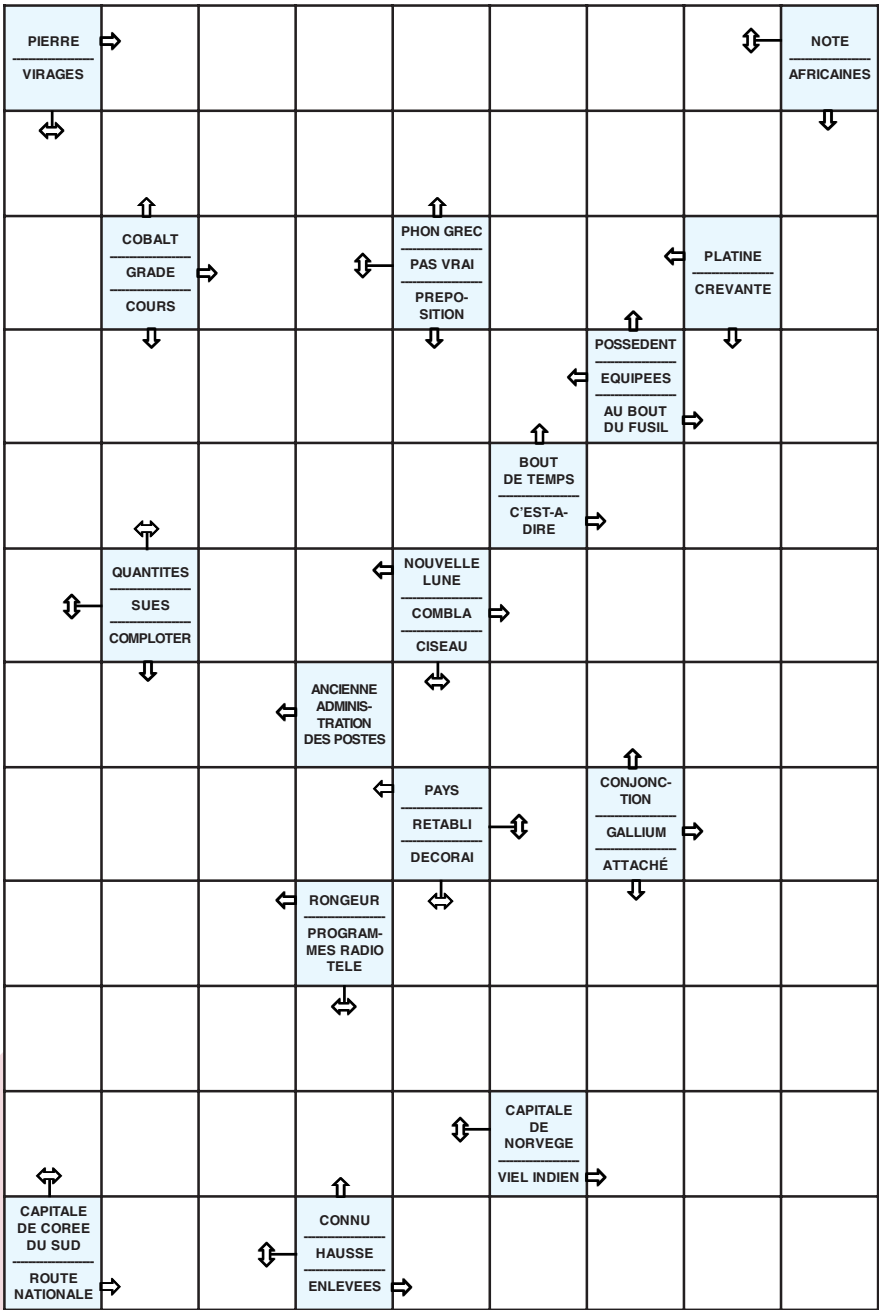 PIERRE
VIRAGES
NOTE
AFRICAINES
COBALT
GRADE
COURS
PHON GREC
PAS VRAI
PREPO-
SITION
PLATINE
CREVANTE
POSSEDENT
EQUIPEES
AU BOUT
DU FUSIL
BOUT
DE TEMPS
C'EST-A-
DIRE
QUANTITES
SUES
COMPLOTER
NOUVELLE
LUNE
COMBLA
CISEAU
ANCIENNE
ADMINIS-
TRATION
DES POSTES
PAYS
RETABLI
DECORAI
CONJONC-
TION
GALLIUM
ATTACHÉ
RONGEUR
PROGRAM-
MES RADIO
TELE
CAPITALE
DE
NORVEGE
VIEL INDIEN
CAPITALE
DE COREE
DU SUD
ROUTE
NATIONALE
CONNU
HAUSSE
ENLEVEES